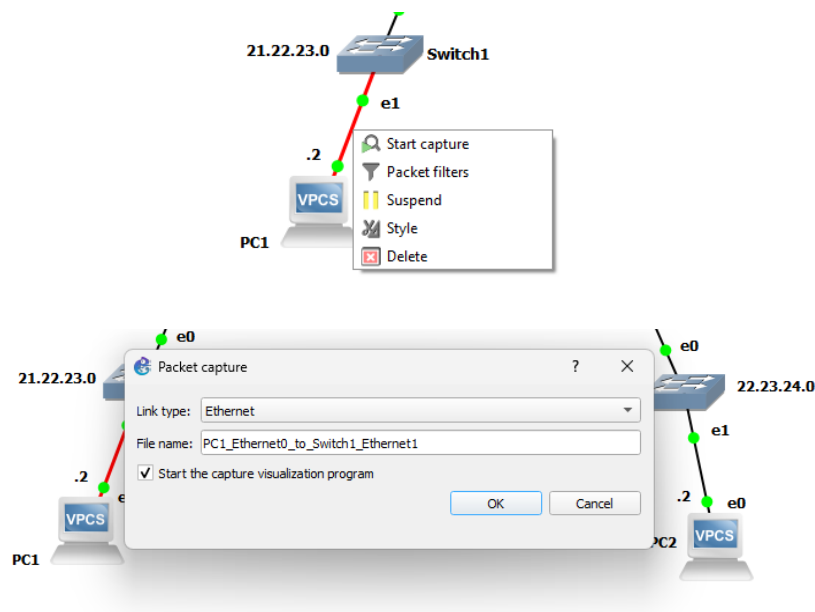 21.22.23.0
Switch1
e1
.2
Start capture
Packet filters
VPCS
Suspend
Style
PC1
Delete
e0
Packet capture
?
e0
21.22.23.0
22.23.24.0
Link type: Ethernet
File name: PC1_Ethernet0_to_Switch1_Ethernet1
e1
Start the capture visualization program
.2
e
OK
Cancel
.2
e0
VPCS
PC2
VPCS
PC1